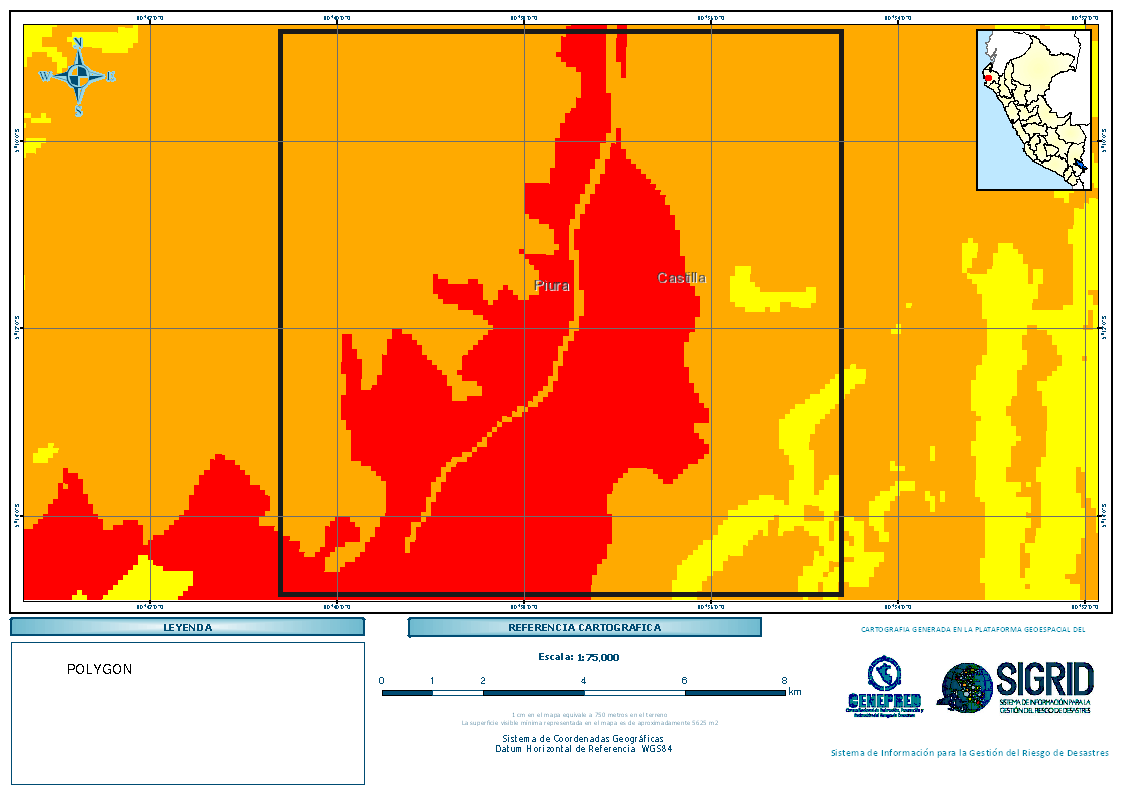 N
W E
S
Piura
Castilla
LEYENDA
POLYGON
REFERENCIA CARTOGRAFICA
Escala: 1:75,000
0 1 2 4 6 8
km
1 cm en el mapa equivale a 750 metros en el terreno
La superficie visible mínima representada en el mapa es de aproximadamente 5625 m2
Sistema de Coordenadas Geográficas
Datum Horizontal de Referencia WGS84
CARTOGRAFIA GENERADA EN LA PLATAFORMA GEOESPACIAL DEL
CENEPRED
SIGRID
SISTEMA DE INFORMACIÓN PARA LA
GESTIÓN DEL RIESGO DE DESASTRES
Sistema de Información para la Gestión del Riesgo de Desastres